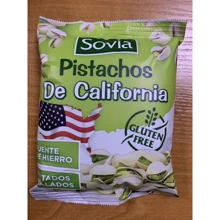 Sovia
Pistachos
De California
GLUTEN
FREE
UENTE
E HIERRO
TADOS
LADOS